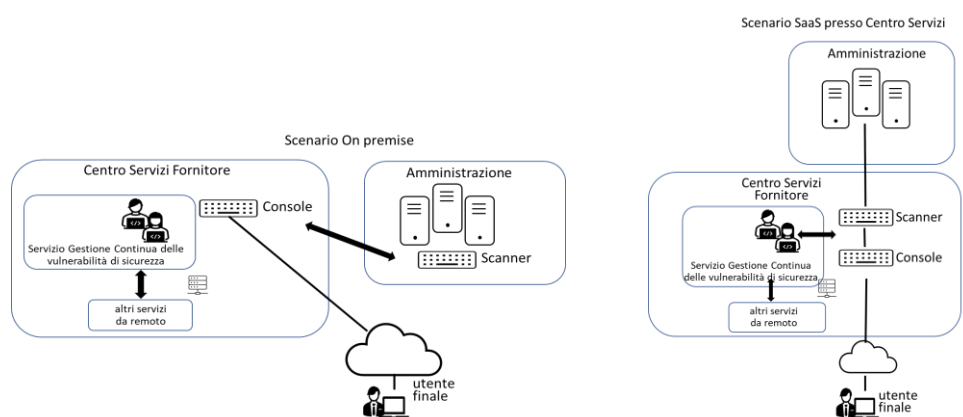 Scenario On premise
Centro Servizi Fornitore
Console
Servizio Gestione Continua delle
vulnerabilità di sicurezza
altri servizi
da remoto
Amministrazione
Scanner
utente
finale
Scenario SaaS presso Centro Servizi
Amministrazione
Centro Servizi
Fornitore
Scanner
Servizio Gestione Continua
delle vulnerabilità di sicurezza
Console
altri servizi
da remoto
utente
finale